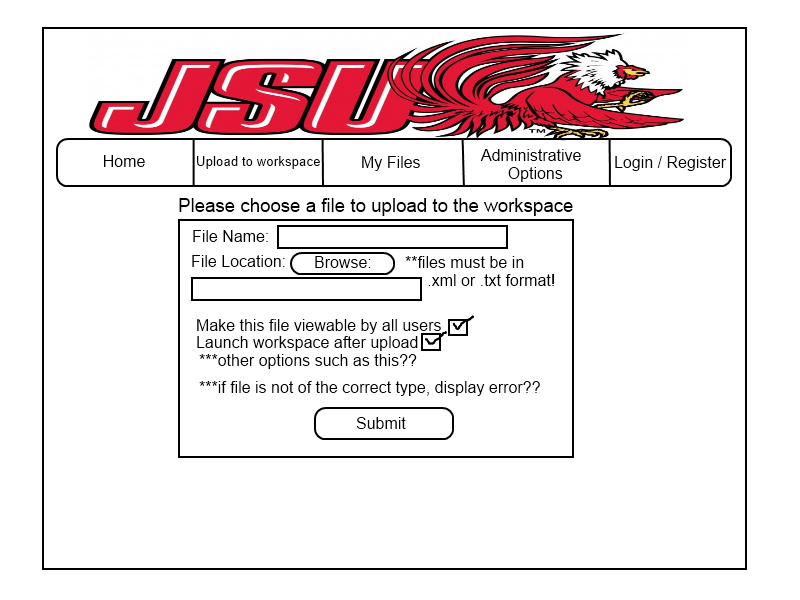 JSU
TM
Home
Upload to workspace
My Files
Administrative
Options
Login / Register
Please choose a file to upload to the workspace
File Name:
File Location: Browse: **files must be in
.xml or .txt format!
Make this file viewable by all users
Launch workspace after upload
***other options such as this??
***if file is not of the correct type, display error??
Submit